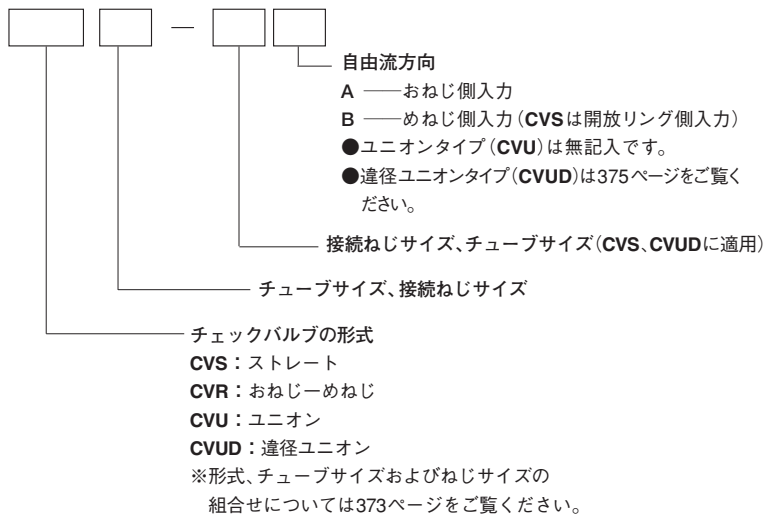 —
自由流方向
A ──おねじ側入力
B ──めねじ側入力(CVSは開放リング側入力)
●ユニオンタイプ(CVU)は無記入です。
●違径ユニオンタイプ(CVUD)は375ページをご覧く
ださい。
接続ねじサイズ、チューブサイズ(CVS、CVUDに適用)
チューブサイズ、接続ねじサイズ
チェックバルブの形式
CVS:ストレート
CVR:おねじーめねじ
CVU:ユニオン
CVUD:違径ユニオン
※形式、チューブサイズおよびねじサイズの
組合せについては373ページをご覧ください。